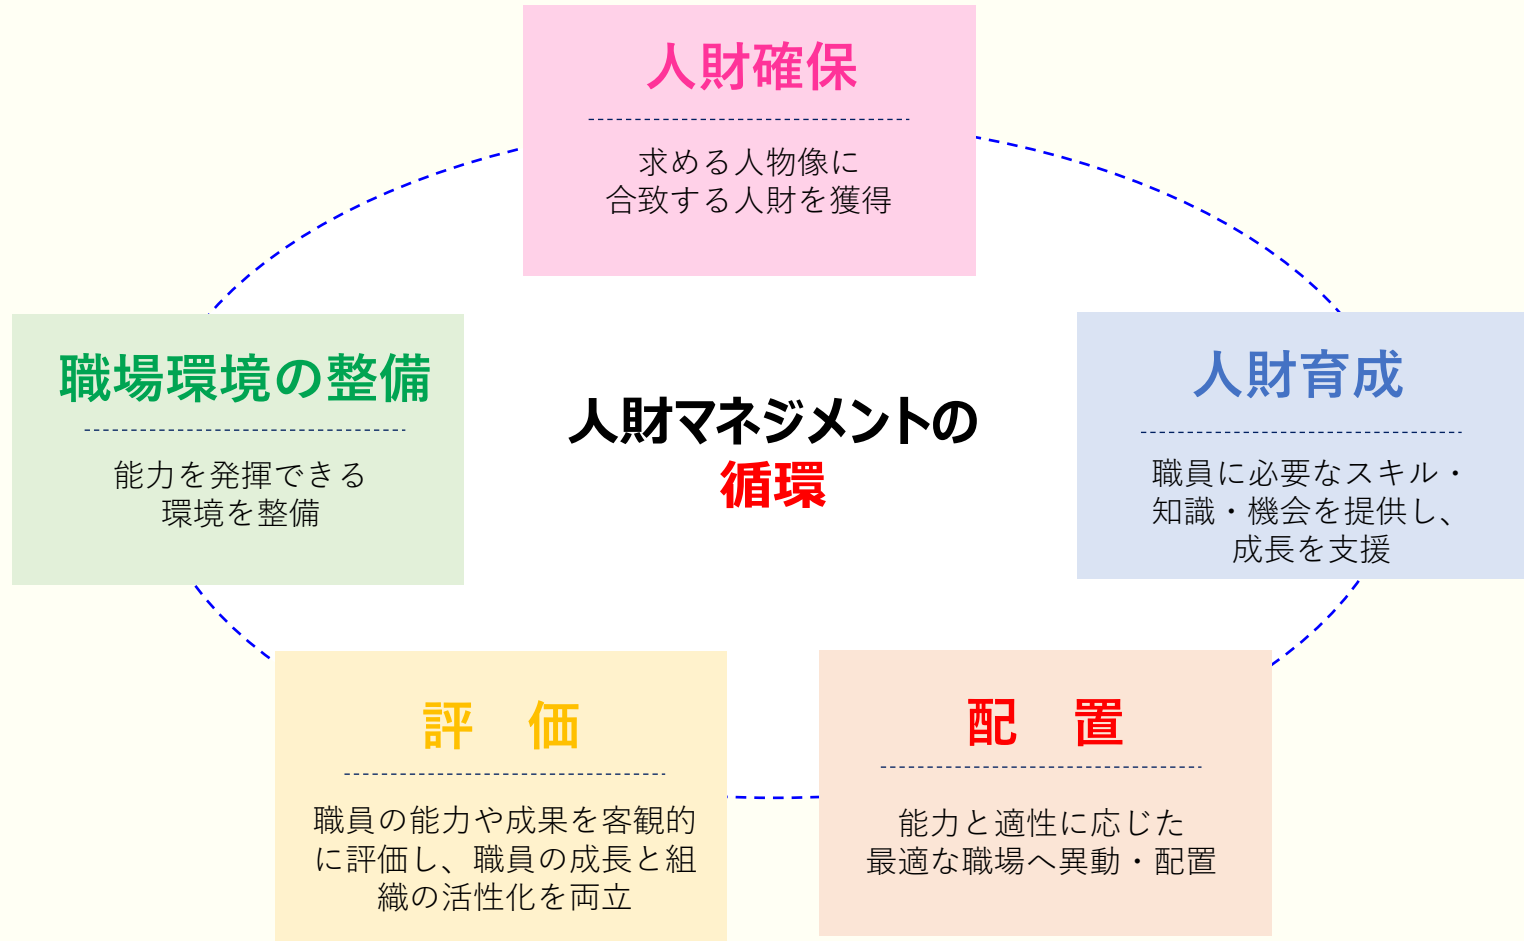 人財確保
求める人物像に
合致する人財を獲得
職場環境の整備
能力を発揮できる
環境を整備
人財マネジメントの
循環
人財育成
職員に必要なスキル・
知識・機会を提供し、
成長を支援
評　価
職員の能力や成果を客観的
に評価し、職員の成長と組
織の活性化を両立
配　置
能力と適性に応じた
最適な職場へ異動・配置